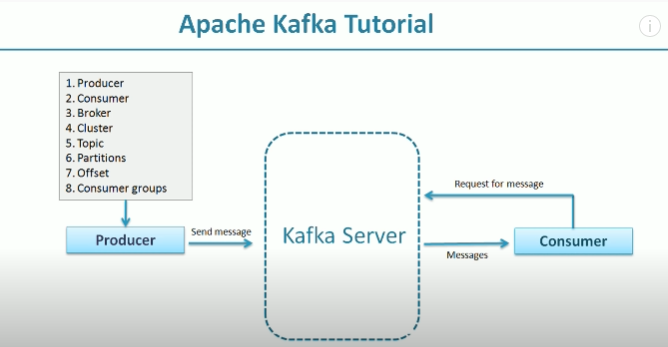 Apache Kafka Tutorial
1. Producer
2. Consumer
3. Broker
4. Cluster
5. Topic
6. Partitions
7. Offset
8. Consumer groups
Producer
Send message
Kafka Server
Request for message
Messages
Consumer